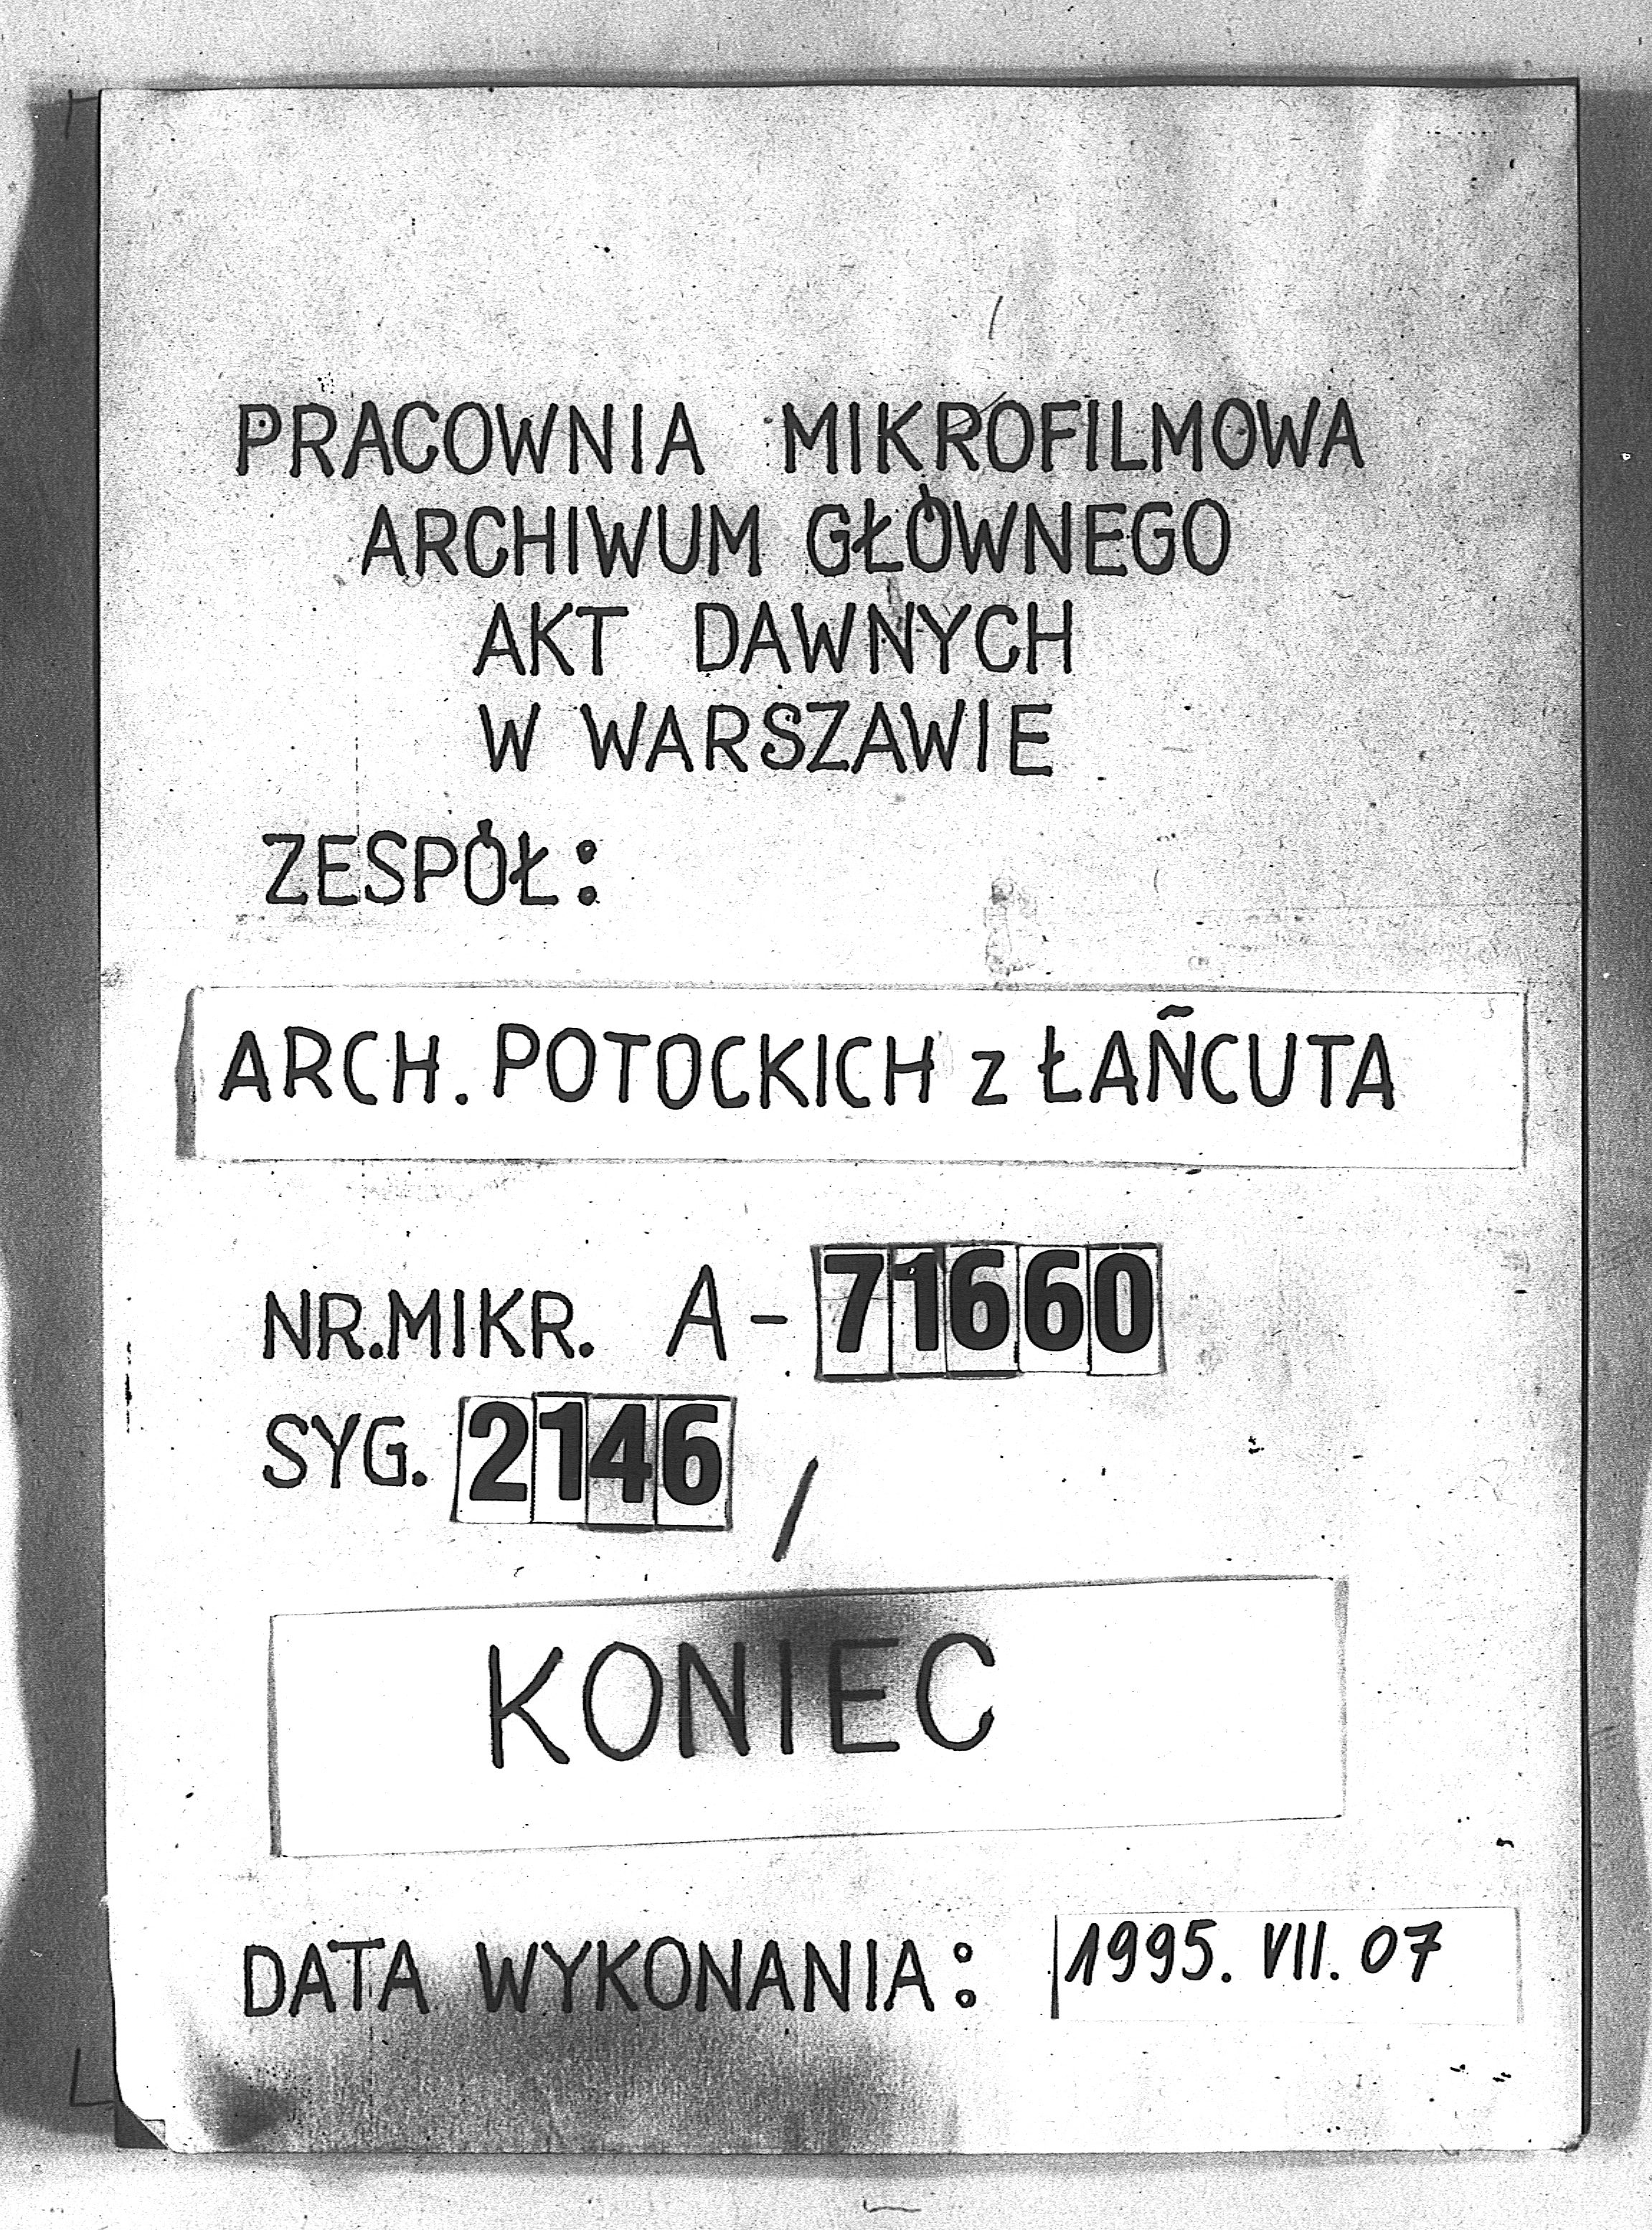 PRACOWNIA MIKROFILMOWA
ARCHIWUM GŁÓWNEGO
AKT DAWNYCH
W WARSZAWIE
ZESPÓŁ:
ARCH. POTOCKICH z ŁAŃCUTA
NR.MIKR. A-71660
SYG. 2146 /
KONIEC
DATA WYKONANIA: 1995. VII. 07